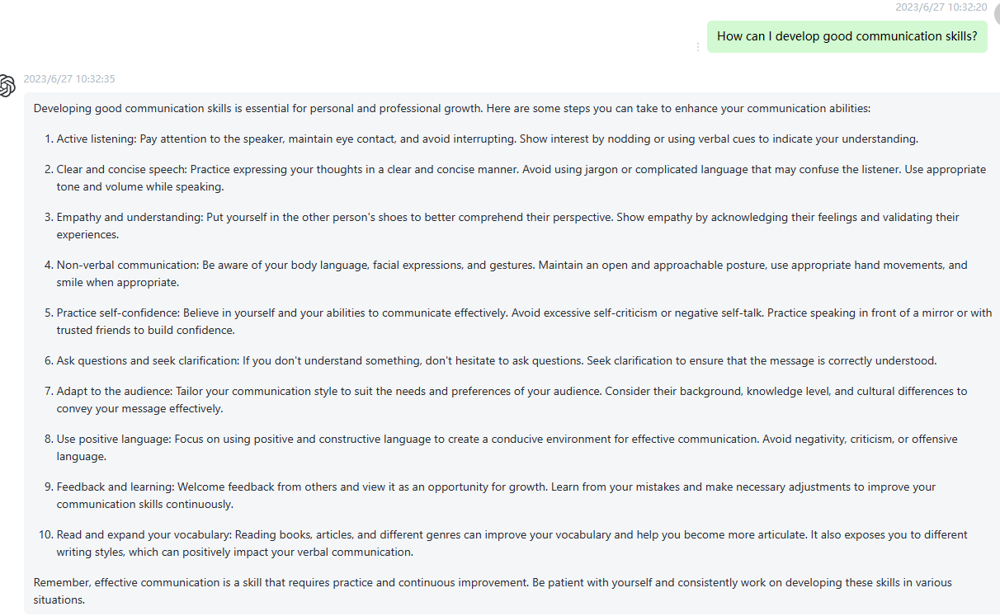 2023/6/27 10:32:20
How can I develop good communication skills?
2023/6/27 10:32:35
Developing good communication skills is essential for personal and professional growth. Here are some steps you can take to enhance your communication abilities:
1. Active listening: Pay attention to the speaker, maintain eye contact, and avoid interrupting. Show interest by nodding or using verbal cues to indicate your understanding.
2. Clear and concise speech: Practice expressing your thoughts in a clear and concise manner. Avoid using jargon or complicated language that may confuse the listener. Use appropriate
tone and volume while speaking.
3. Empathy and understanding: Put yourself in the other person's shoes to better comprehend their perspective. Show empathy by acknowledging their feelings and validating their
experiences.
4. Non-verbal communication: Be aware of your body language, facial expressions, and gestures. Maintain an open and approachable posture, use appropriate hand movements, and
smile when appropriate.
5. Practice self-confidence: Believe in yourself and your abilities to communicate effectively. Avoid excessive self-criticism or negative self-talk. Practice speaking in front of a mirror or with
trusted friends to build confidence.
6. Ask questions and seek clarification: If you don't understand something, don't hesitate to ask questions. Seek clarification to ensure that the message is correctly understood.
7. Adapt to the audience: Tailor your communication style to suit the needs and preferences of your audience. Consider their background, knowledge level, and cultural differences to
convey your message effectively.
8. Use positive language: Focus on using positive and constructive language to create a conducive environment for effective communication. Avoid negativity, criticism, or offensive
language.
9. Feedback and learning: Welcome feedback from others and view it as an opportunity for growth. Learn from your mistakes and make necessary adjustments to improve your
communication skills continuously.
10. Read and expand your vocabulary: Reading books, articles, and different genres can improve your vocabulary and help you become more articulate. It also exposes you to different
writing styles, which can positively impact your verbal communication.
Remember, effective communication is a skill that requires practice and continuous improvement. Be patient with yourself and consistently work on developing these skills in various
situations.